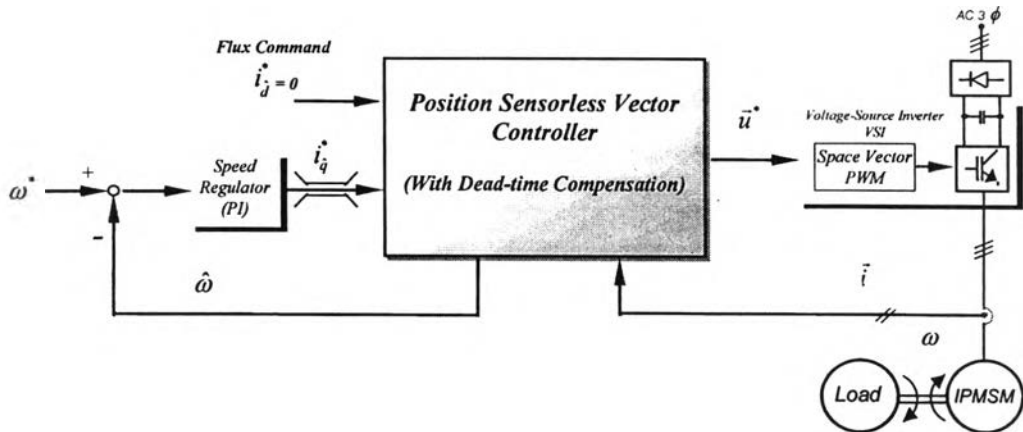 AC 3 ϕ
Flux Command
i*d̂ = 0
Position Sensorless Vector
Controller
(With Dead-time Compensation)
u⃗*
Voltage-Source Inverter
VSI
Space Vector
PWM
ω*
+
-
Speed
Regulator
(PI)
i*q̂
ω̂
i⃗
ω
Load
IPMSM